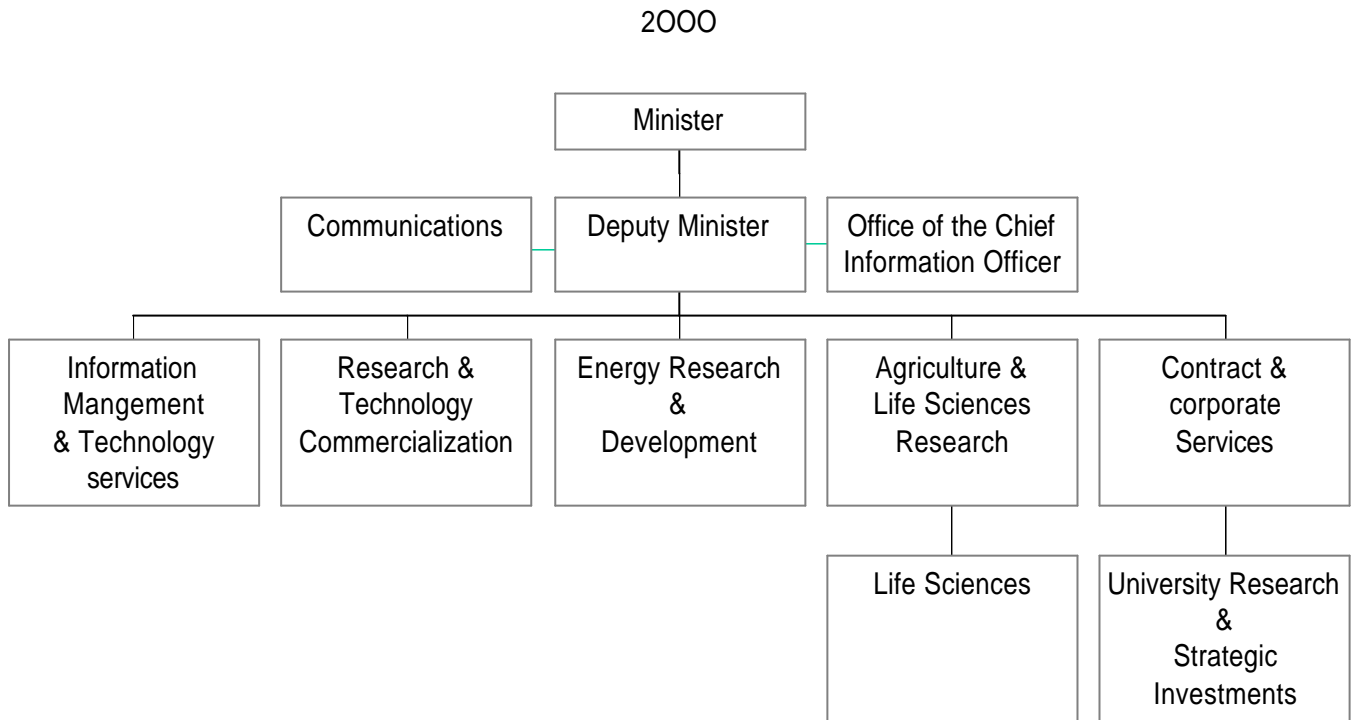 2000
Minister
Communications
Deputy Minister
Office of the Chief
Information Officer
Information
Mangement
& Technology
services
Research &
Technology
Commercialization
Energy Research
&
Development
Agriculture &
Life Sciences
Research
Contract &
corporate
Services
Life Sciences
University Research
&
Strategic
Investments